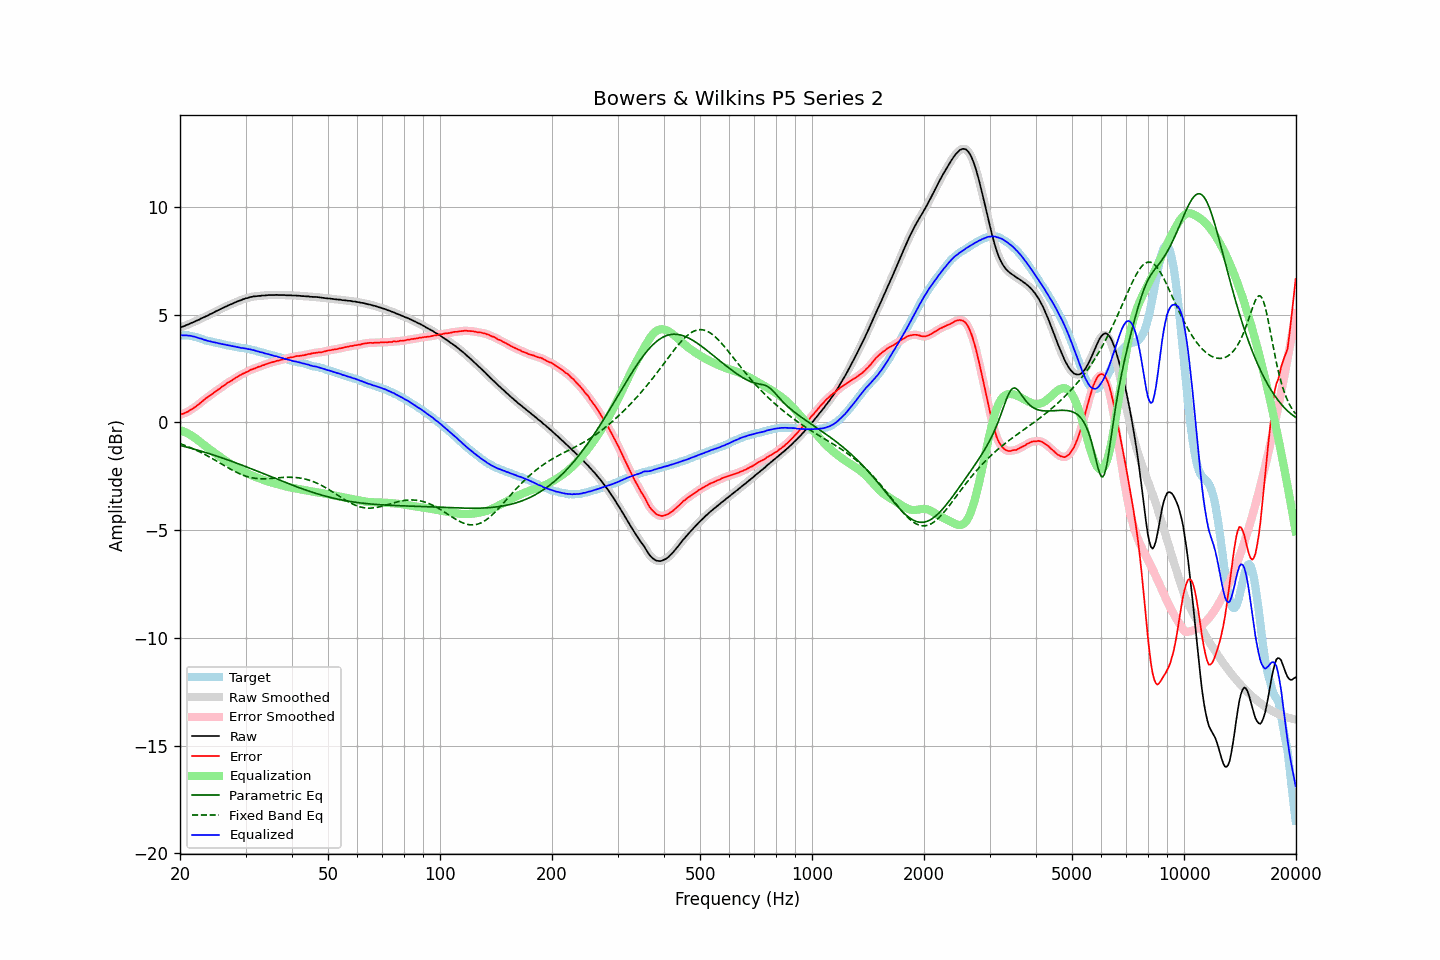 Bowers & Wilkins P5 Series 2
Amplitude (dBr)
10
5
0
−5
−10
−15
−20
Target
Raw Smoothed
Error Smoothed
Raw
Error
Equalization
Parametric Eq
Fixed Band Eq
Equalized
20 50 100 200 500 1000 2000 5000 10000 20000
Frequency (Hz)